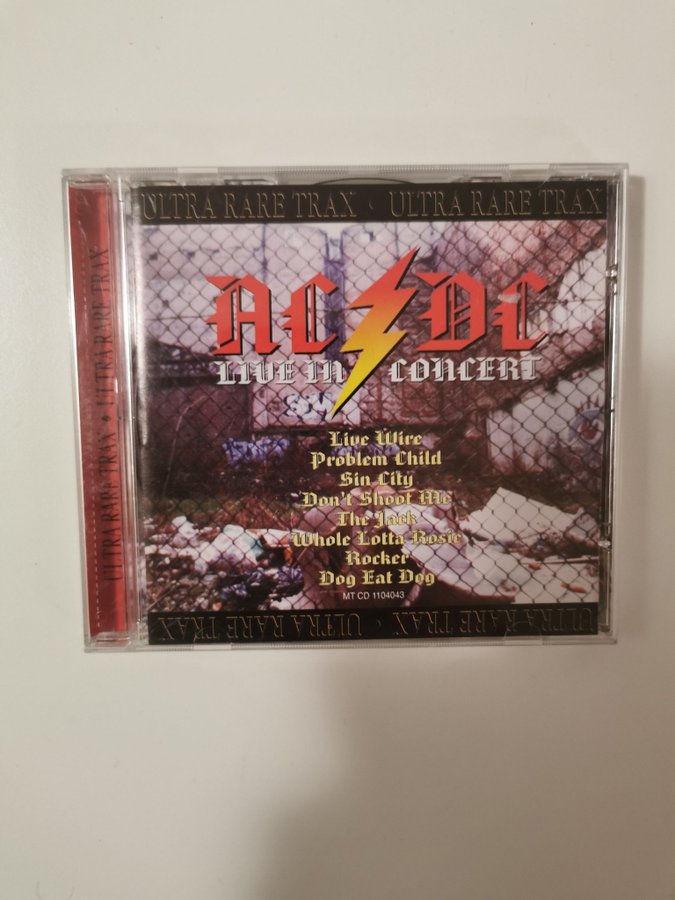 ULTRA RARE TRAX · ULTRA RARE TRAX
AC DC
LIVE IN CONCERT
Live Wire
Problem Child
Sin City
Don't Shoot Me
The Jack
Whole Lotta Rosie
Rocker
Dog Eat Dog
MT CD 1104043
ULTRA RARE TRAX · ULTRA RARE TRAX
ULTRA RARE TRAX • ULTRA RARE TRAX